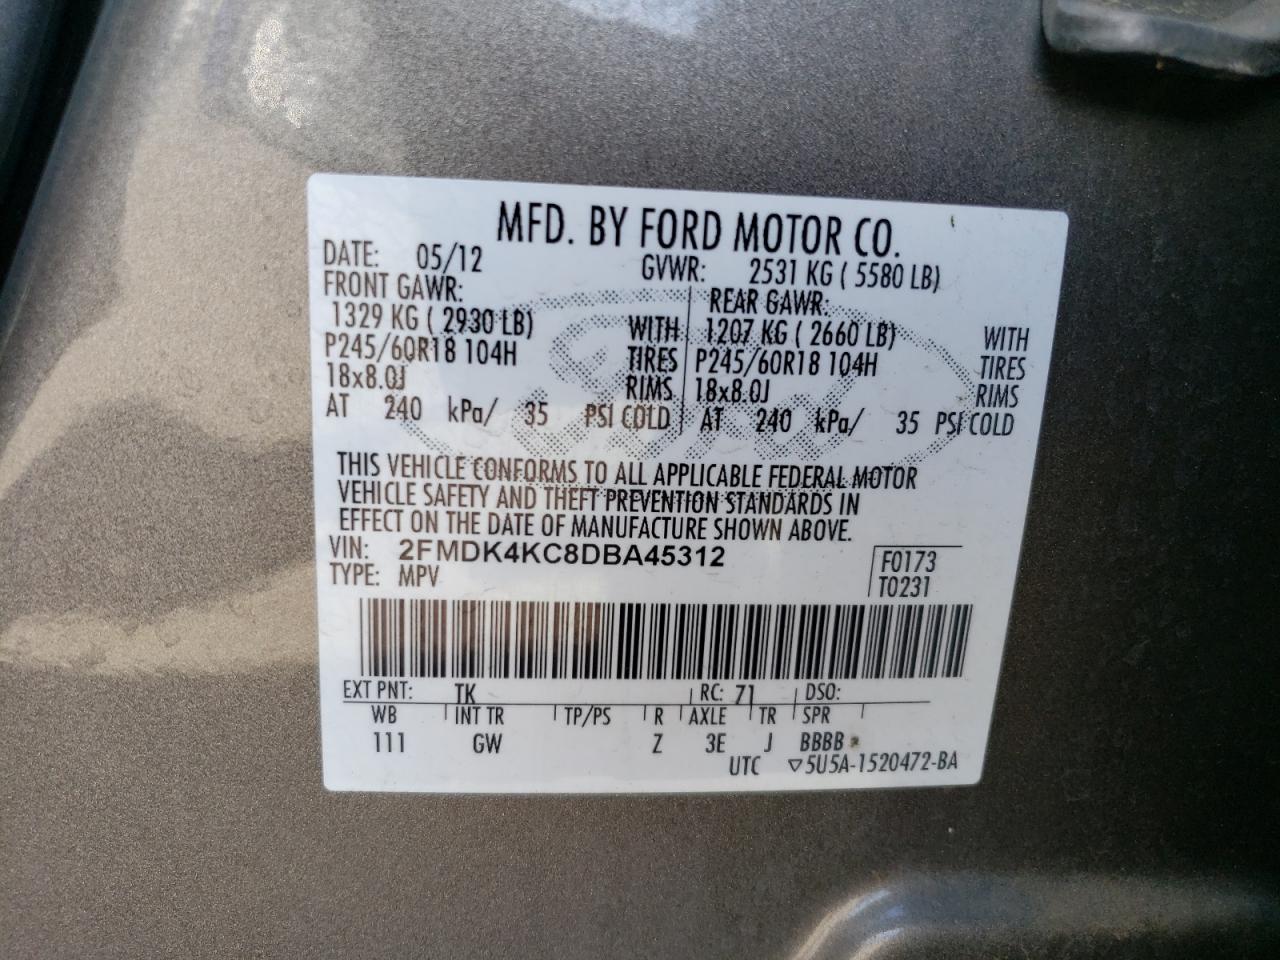 MFD. BY FORD MOTOR CO.
DATE: 05/12 GVWR: 2531 KG ( 5580 LB)
FRONT GAWR: REAR GAWR:
1329 KG ( 2930 LB) WITH 1207 KG ( 2660 LB) WITH
P245/60R18 104H TIRES P245/60R18 104H TIRES
18x8.0J RIMS 18x8.0J RIMS
AT 240 kPa/ 35 PSI COLD AT 240 kPa/ 35 PSI COLD
THIS VEHICLE CONFORMS TO ALL APPLICABLE FEDERAL MOTOR
VEHICLE SAFETY AND THEFT PREVENTION STANDARDS IN
EFFECT ON THE DATE OF MANUFACTURE SHOWN ABOVE.
VIN: 2FMDK4KC8DBA45312 F0173
TYPE: MPV T0231
EXT PNT: TK RC: 71 DSO:
WB INT TR TP/PS R AXLE TR SPR
111 GW Z 3E J BBBB
UTC ▽5U5A-1520472-BA
Ford